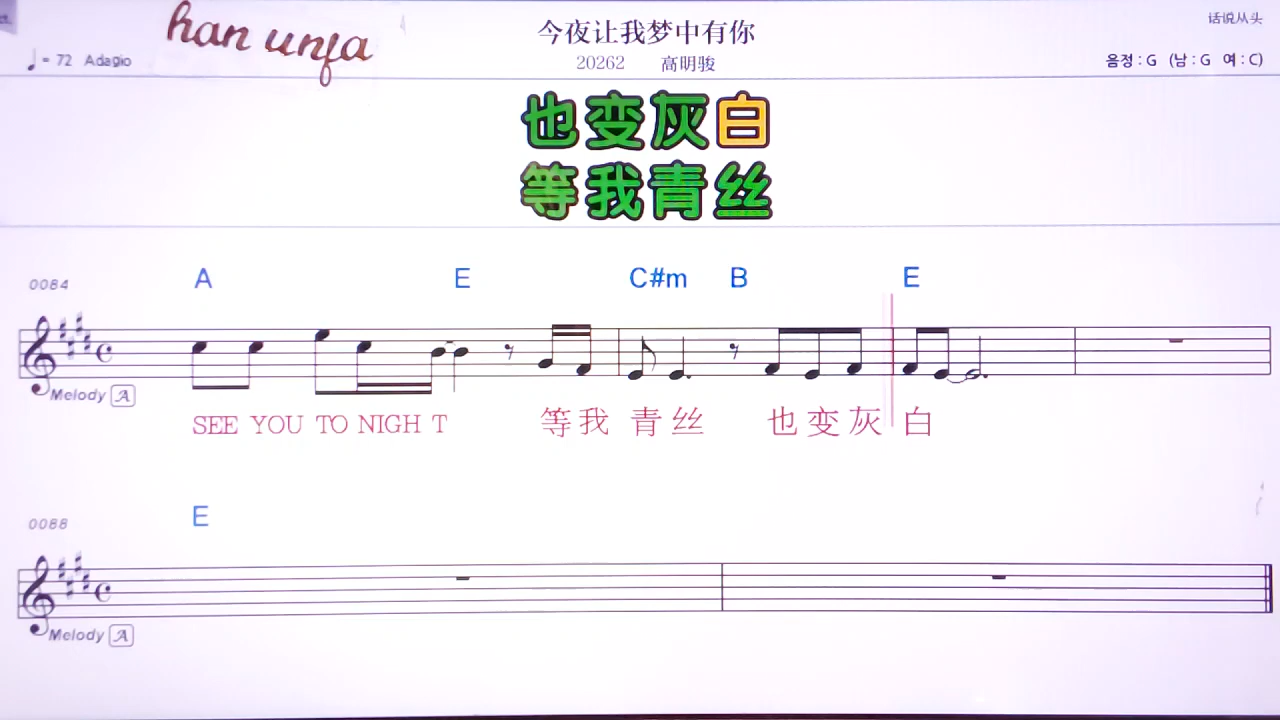 han unfa
今夜让我梦中有你
话说从头
♩= 72 Adagio
20262 高明骏
음정 : G (남 : G 여 : C)
也变灰白
等我青丝
0084 A E C#m B E
Melody A
SEE YOU TO NIGH T 等我 青丝 也变灰 白
0088 E
Melody A